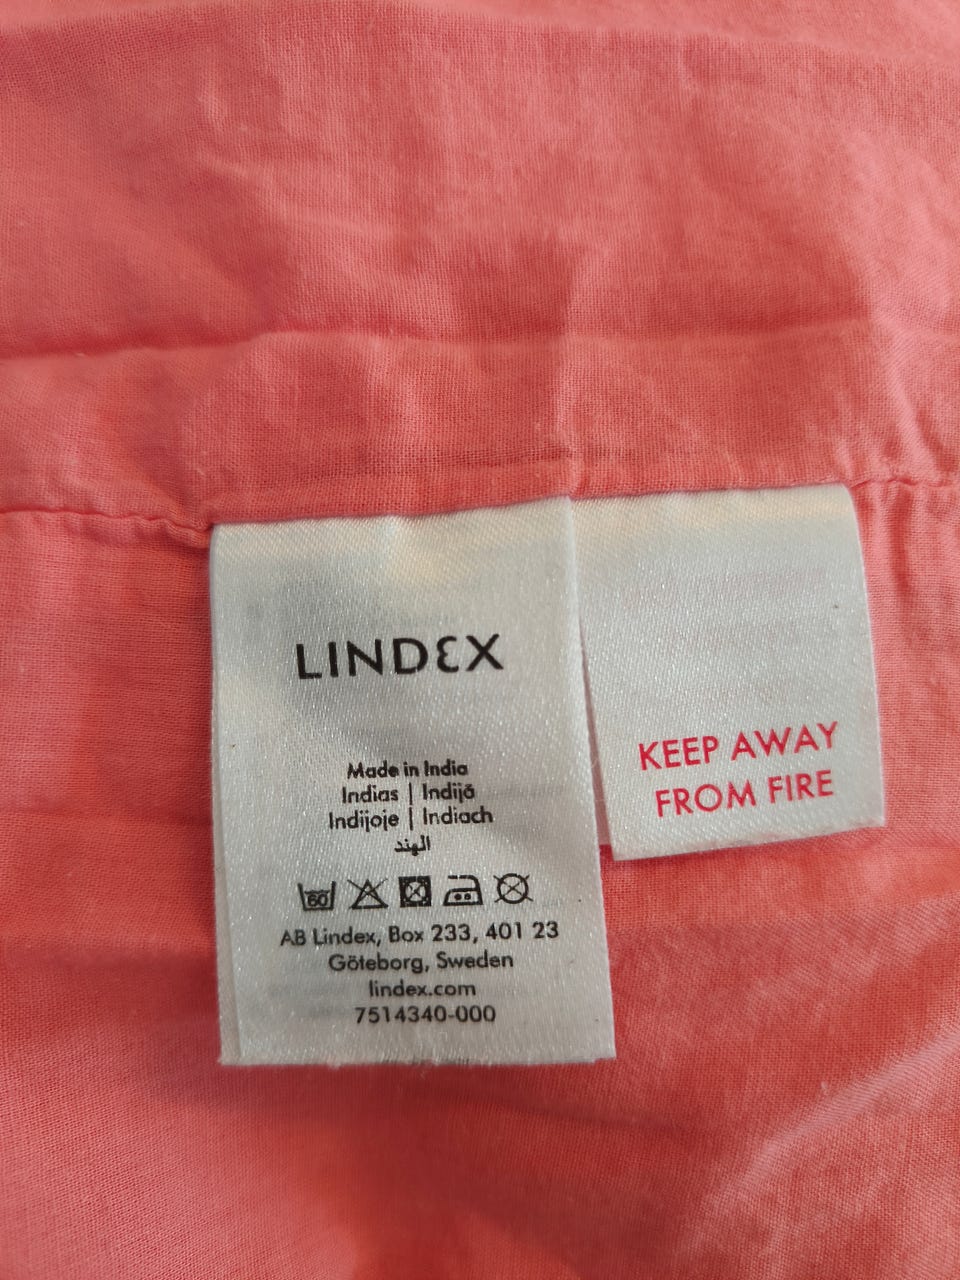 LINDEX
Made in India
Indias | Indijā
Indijoje | Indiach
الهند
60
AB Lindex, Box 233, 401 23
Göteborg, Sweden
lindex.com
7514340-000
KEEP AWAY
FROM FIRE